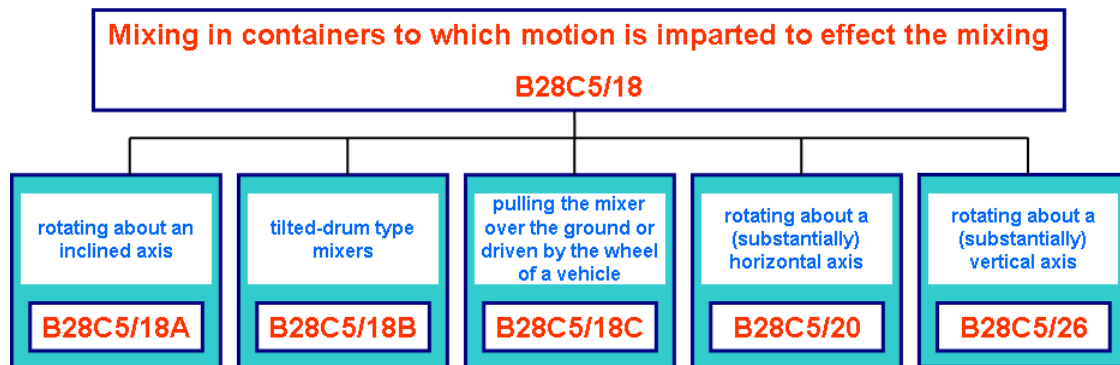 Mixing in containers to which motion is imparted to effect the mixing
B28C5/18
rotating about an
inclined axis
B28C5/18A
tilted-drum type
mixers
B28C5/18B
pulling the mixer
over the ground or
driven by the wheel
of a vehicle
B28C5/18C
rotating about a
(substantially)
horizontal axis
B28C5/20
rotating about a
(substantially)
vertical axis
B28C5/26